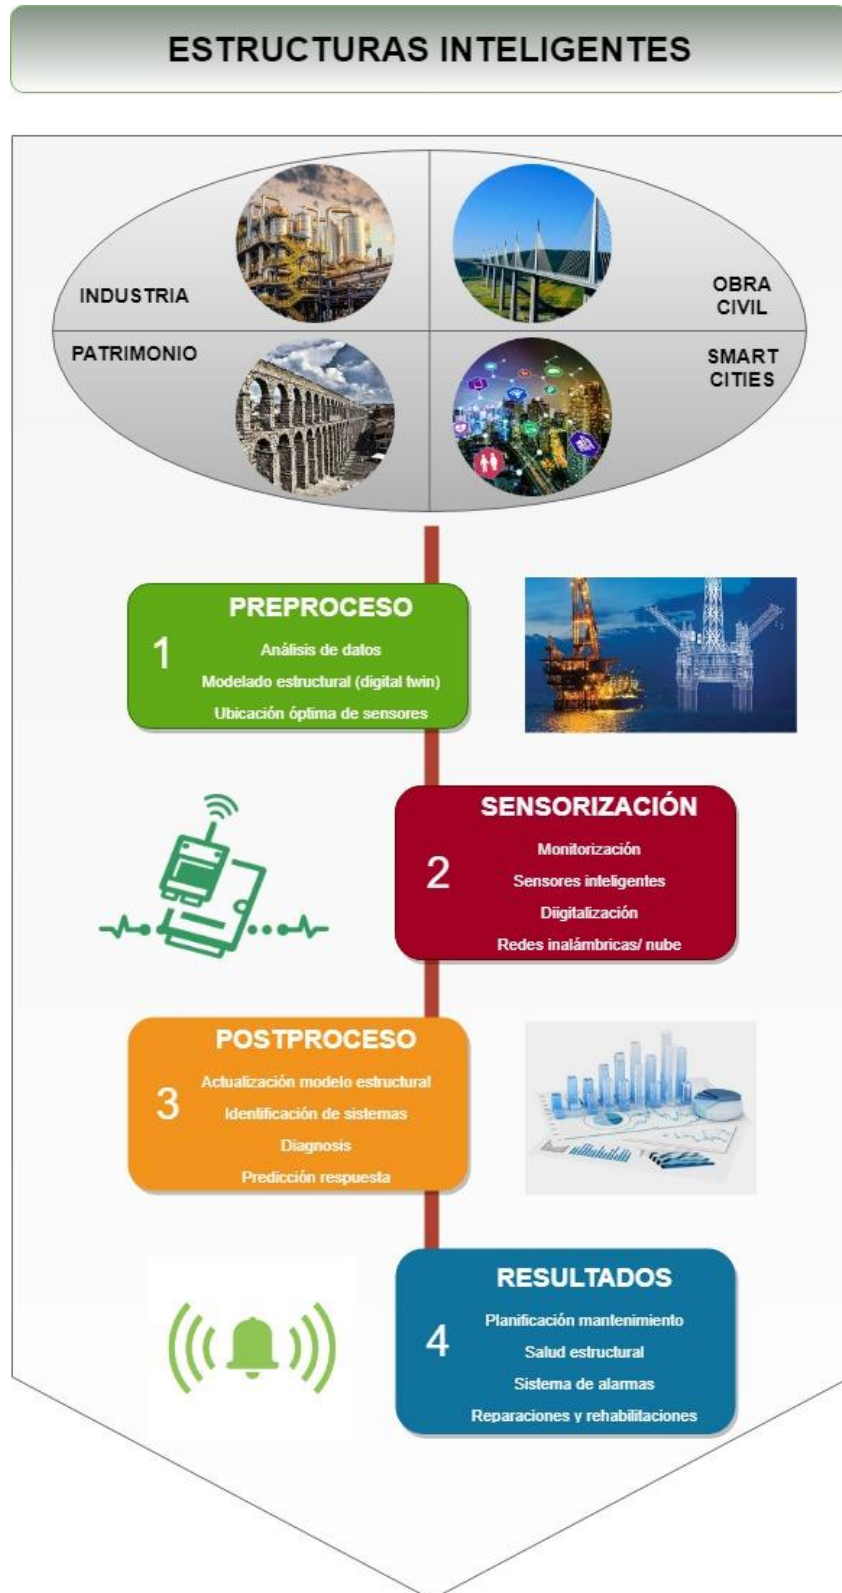 ESTRUCTURAS INTELIGENTES
INDUSTRIA
OBRA
CIVIL
PATRIMONIO
SMART
CITIES
PREPROCESO
1
Análisis de datos
Modelado estructural (digital twin)
Ubicación óptima de sensores
SENSORIZACIÓN
2
Monitorización
Sensores inteligentes
Diigitalización
Redes inalámbricas/ nube
POSTPROCESO
3
Actualización modelo estructural
Identificación de sistemas
Diagnosis
Predicción respuesta
RESULTADOS
4
Planificación mantenimiento
Salud estructural
Sistema de alarmas
Reparaciones y rehabilitaciones